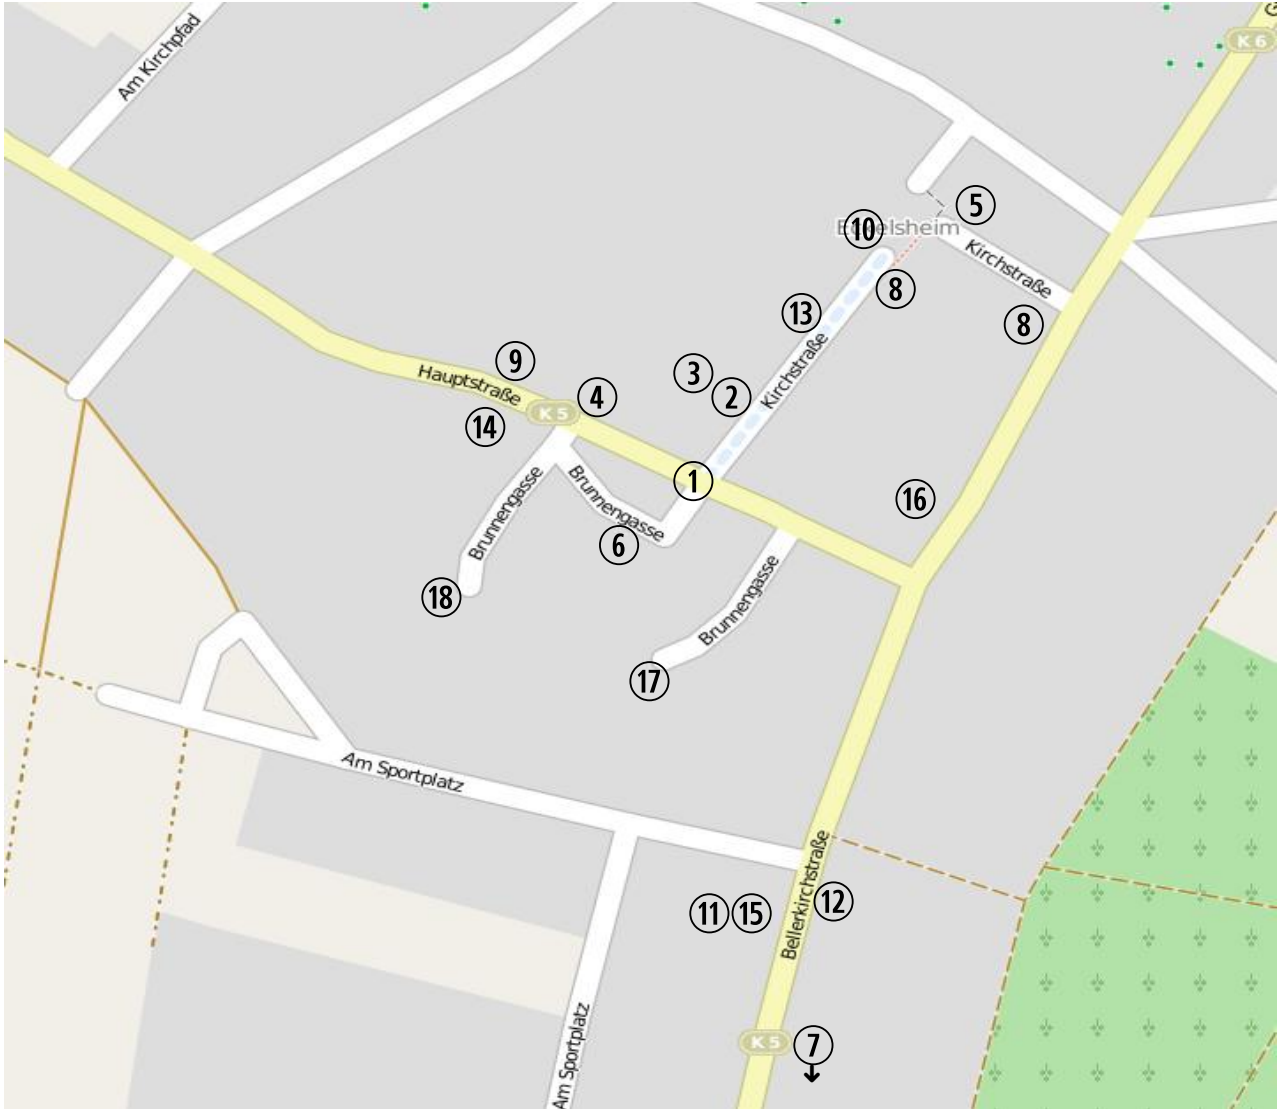 G
K 6
Am Kirchpfad
5
10
Eckelsheim
Kirchstraße
8
13
8
9
3
Kirchstraße
2
4
Hauptstraße
K 5
14
1
16
Brunnengasse
Brunnengasse
6
18
Brunnengasse
17
Am Sportplatz
Bellerkirchstraße
12
11
15
Am Sportplatz
K 5
7